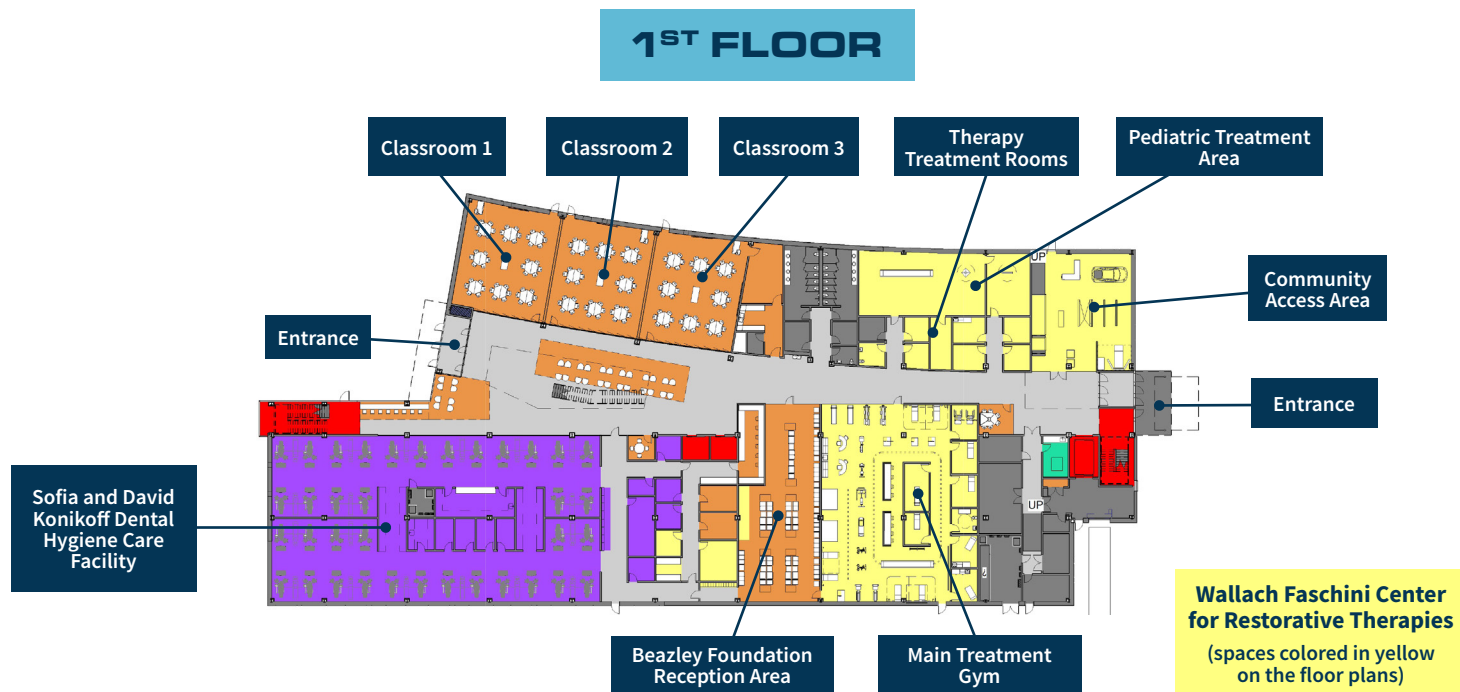 1ST FLOOR
Classroom 1
Classroom 2
Classroom 3
Therapy
Treatment Rooms
Pediatric Treatment
Area
UP
Community
Access Area
Entrance
Entrance
Sofia and David
Konikoff Dental
Hygiene Care
Facility
UP
Beazley Foundation
Reception Area
Main Treatment
Gym
Wallach Faschini Center
for Restorative Therapies
(spaces colored in yellow
on the floor plans)